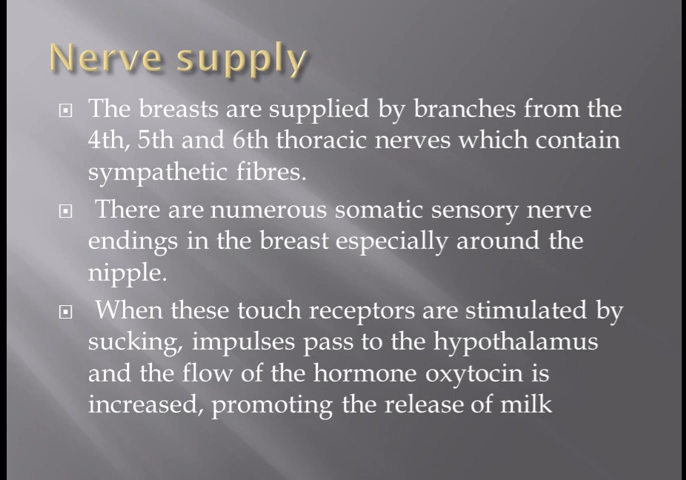 Nerve supply
The breasts are supplied by branches from the
4th, 5th and 6th thoracic nerves which contain
sympathetic fibres.
There are numerous somatic sensory nerve
endings in the breast especially around the
nipple.
When these touch receptors are stimulated by
sucking, impulses pass to the hypothalamus
and the flow of the hormone oxytocin is
increased, promoting the release of milk